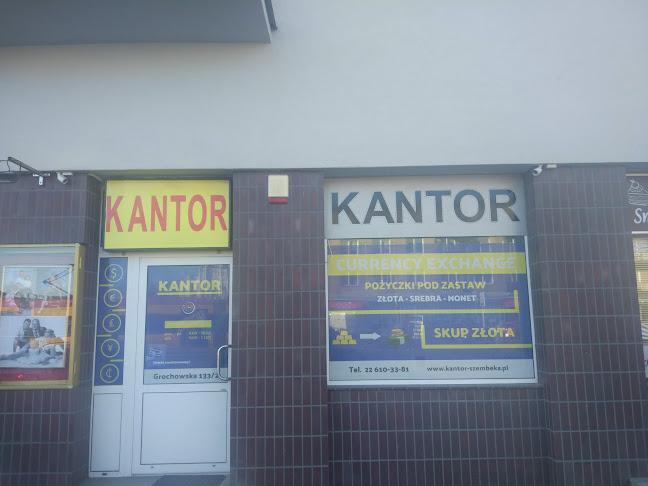 KANTOR
KANTOR
CURRENCY EXCHANGE
POŻYCZKI POD ZASTAW
ZŁOTA - SREBRA - MONET
SKUP ZŁOTA
Tel. 22 610-33-81 www.kantor-szembeka.pl
KANTOR
Grochowska 133/2
$
€
£
¥